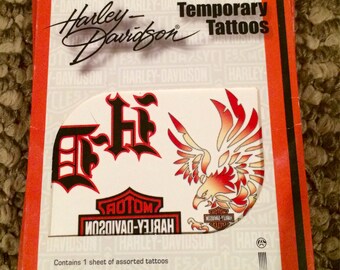 Harley-
Davidson®
Temporary
Tattoos
H-D
MOTOR
HARLEY-DAVIDSON
Contains 1 sheet of assorted tattoos